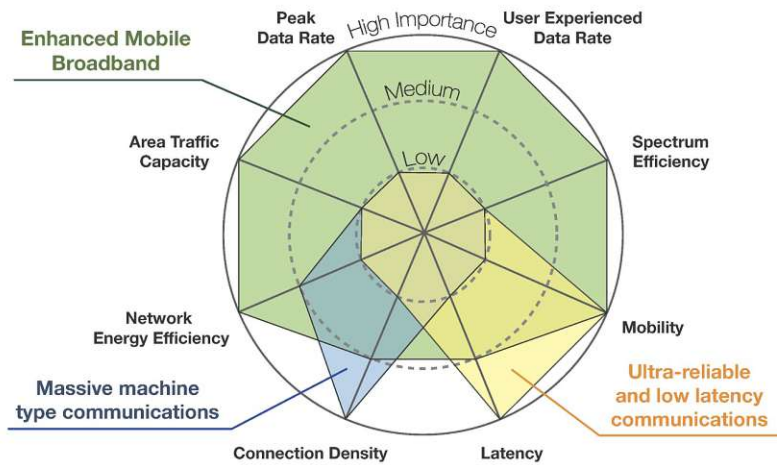 Peak
Data Rate
High Importance
User Experienced
Data Rate
Enhanced Mobile
Broadband
Medium
Area Traffic
Capacity
Low
Spectrum
Efficiency
Network
Energy Efficiency
Mobility
Massive machine
type communications
Ultra-reliable
and low latency
communications
Connection Density
Latency